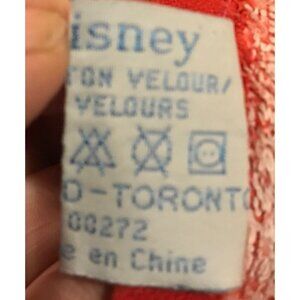 isney
TON VELOUR/
VELOURS
O-TORONTO
00272
e en Chine